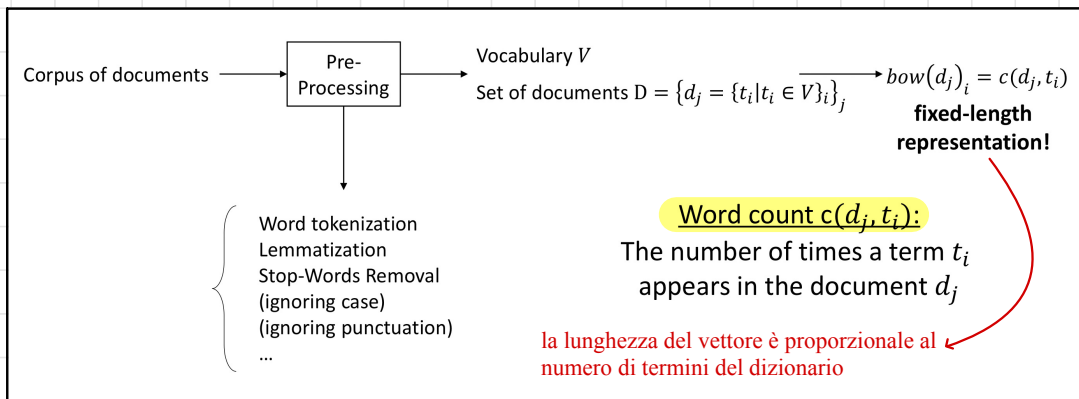 Corpus of documents
Pre-
Processing
Vocabulary V
Set of documents D = {d_j = {t_i|t_i ∈ V}_i}_j
bow(d_j)_i = c(d_j, t_i)
fixed-length
representation!
Word tokenization
Lemmatization
Stop-Words Removal
(ignoring case)
(ignoring punctuation)
...
Word count c(d_j, t_i):
The number of times a term t_i
appears in the document d_j
la lunghezza del vettore è proporzionale al
numero di termini del dizionario